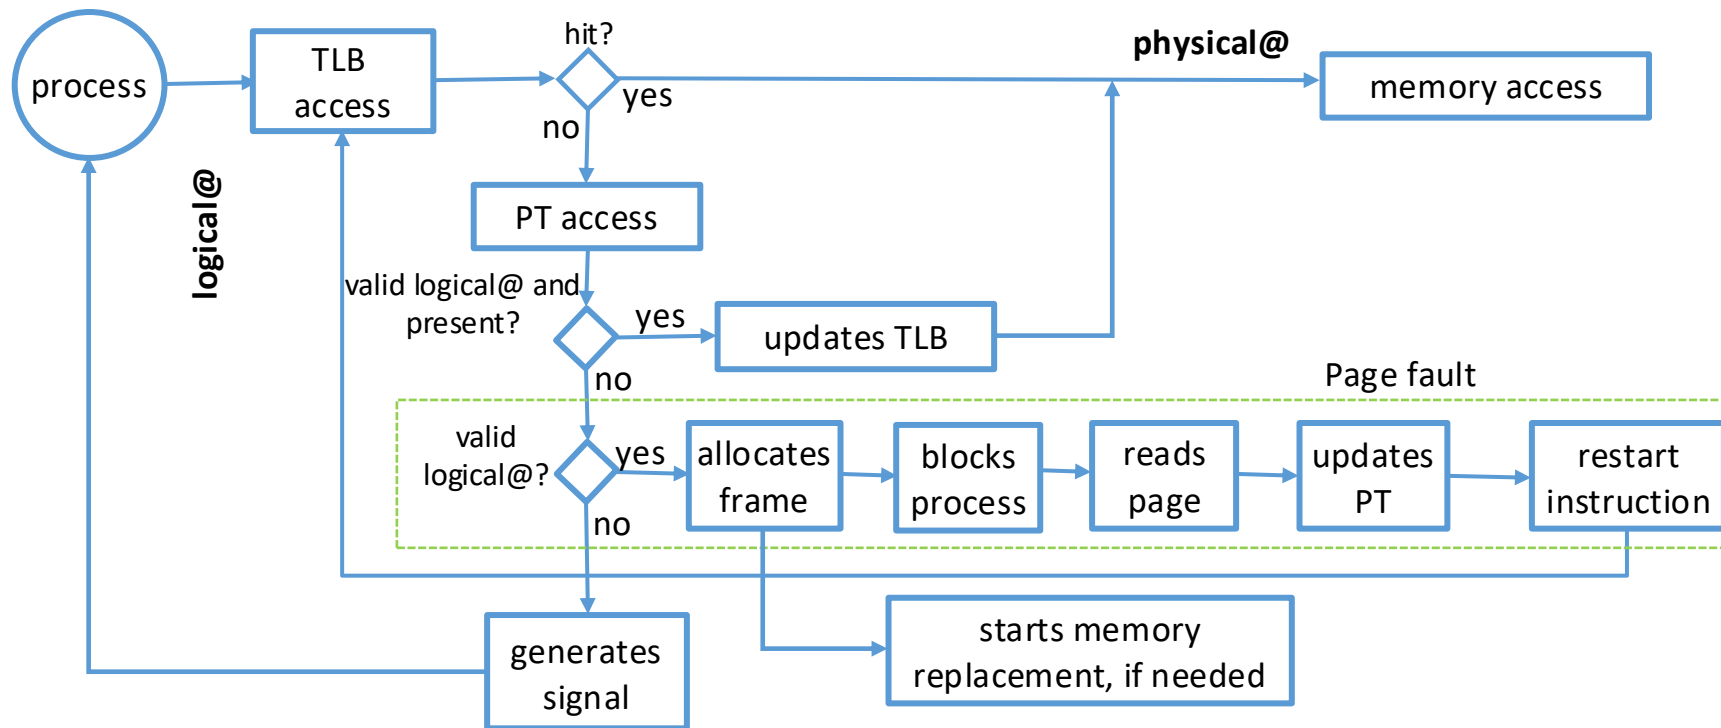 hit?
physical@
process
TLB
access
yes
memory access
no
logical@
PT access
valid logical@ and
present?
yes
updates TLB
no
Page fault
valid
logical@?
yes
allocates
frame
blocks
process
reads
page
updates
PT
restart
instruction
no
generates
signal
starts memory
replacement, if needed